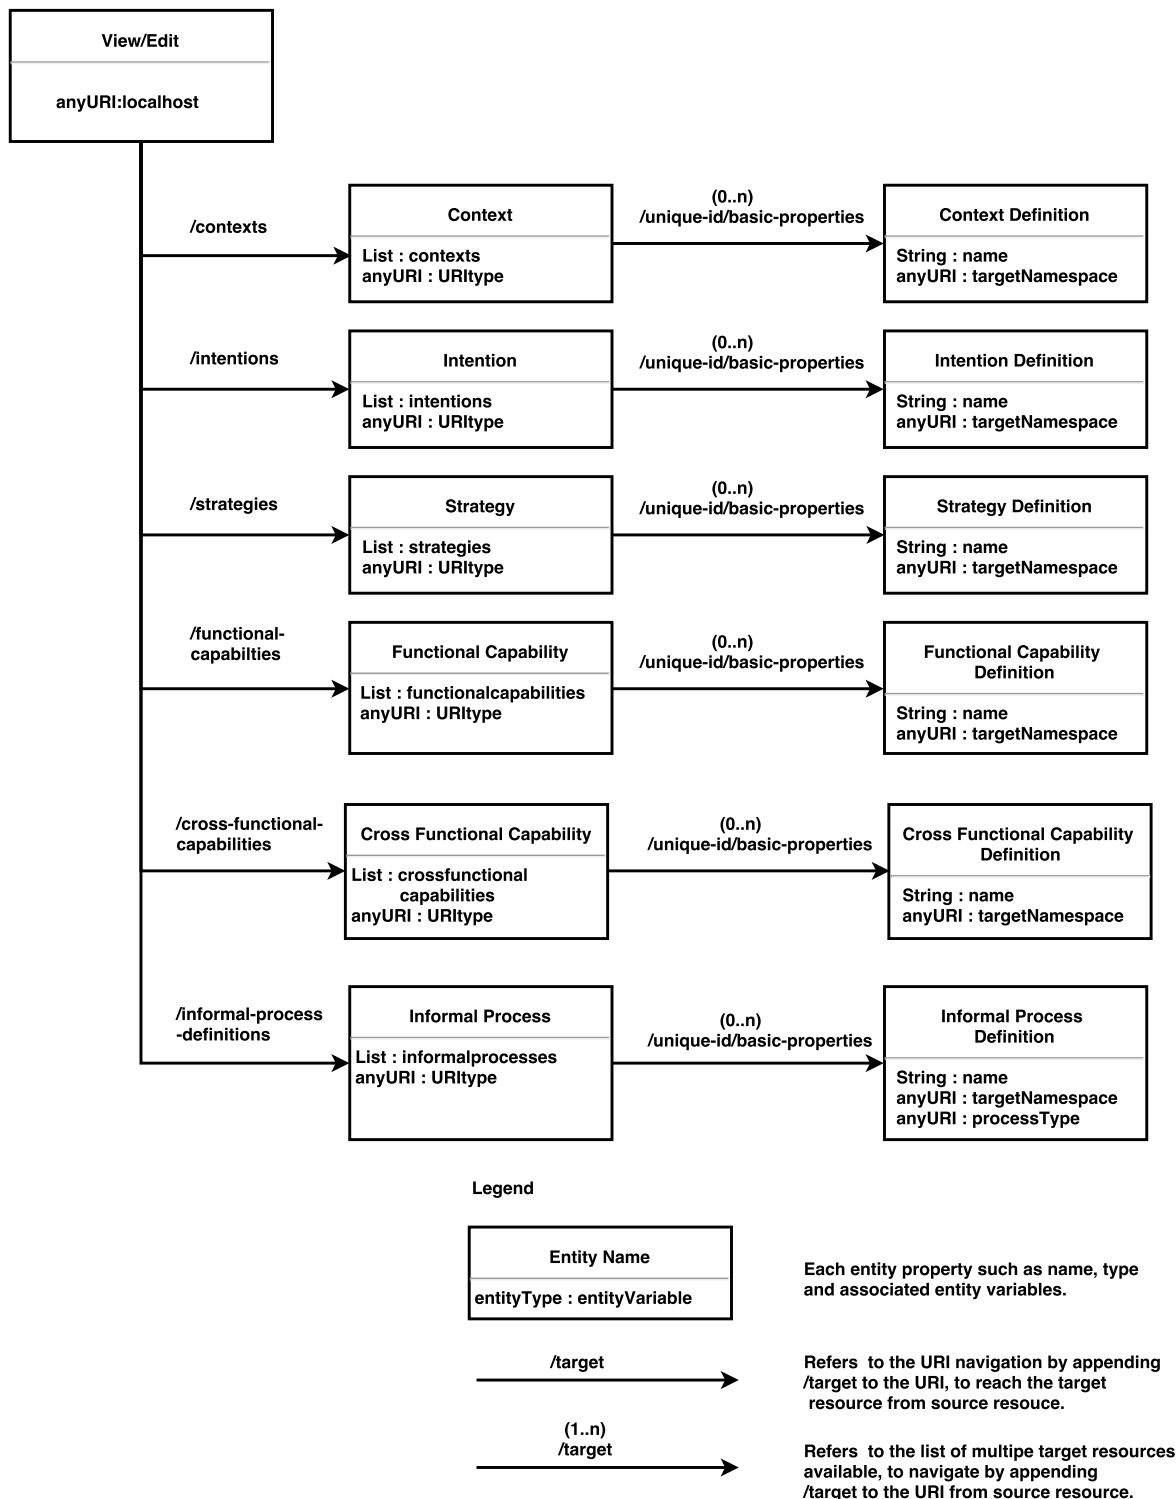 View/Edit
anyURI:localhost
/contexts
Context
List : contexts
anyURI : URItype
(0..n)
/unique-id/basic-properties
Context Definition
String : name
anyURI : targetNamespace
/intentions
Intention
List : intentions
anyURI : URItype
(0..n)
/unique-id/basic-properties
Intention Definition
String : name
anyURI : targetNamespace
/strategies
Strategy
List : strategies
anyURI : URItype
(0..n)
/unique-id/basic-properties
Strategy Definition
String : name
anyURI : targetNamespace
/functional-
capabilties
Functional Capability
List : functionalcapabilities
anyURI : URItype
(0..n)
/unique-id/basic-properties
Functional Capability
Definition
String : name
anyURI : targetNamespace
/cross-functional-
capabilities
Cross Functional Capability
List : crossfunctional
capabilities
anyURI : URItype
(0..n)
/unique-id/basic-properties
Cross Functional Capability
Definition
String : name
anyURI : targetNamespace
/informal-process
-definitions
Informal Process
List : informalprocesses
anyURI : URItype
(0..n)
/unique-id/basic-properties
Informal Process
Definition
String : name
anyURI : targetNamespace
anyURI : processType
Legend
Entity Name
entityType : entityVariable
Each entity property such as name, type
and associated entity variables.
/target
Refers to the URI navigation by appending
/target to the URI, to reach the target
resource from source resouce.
(1..n)
/target
Refers to the list of multipe target resources
available, to navigate by appending
/target to the URI from source resource.